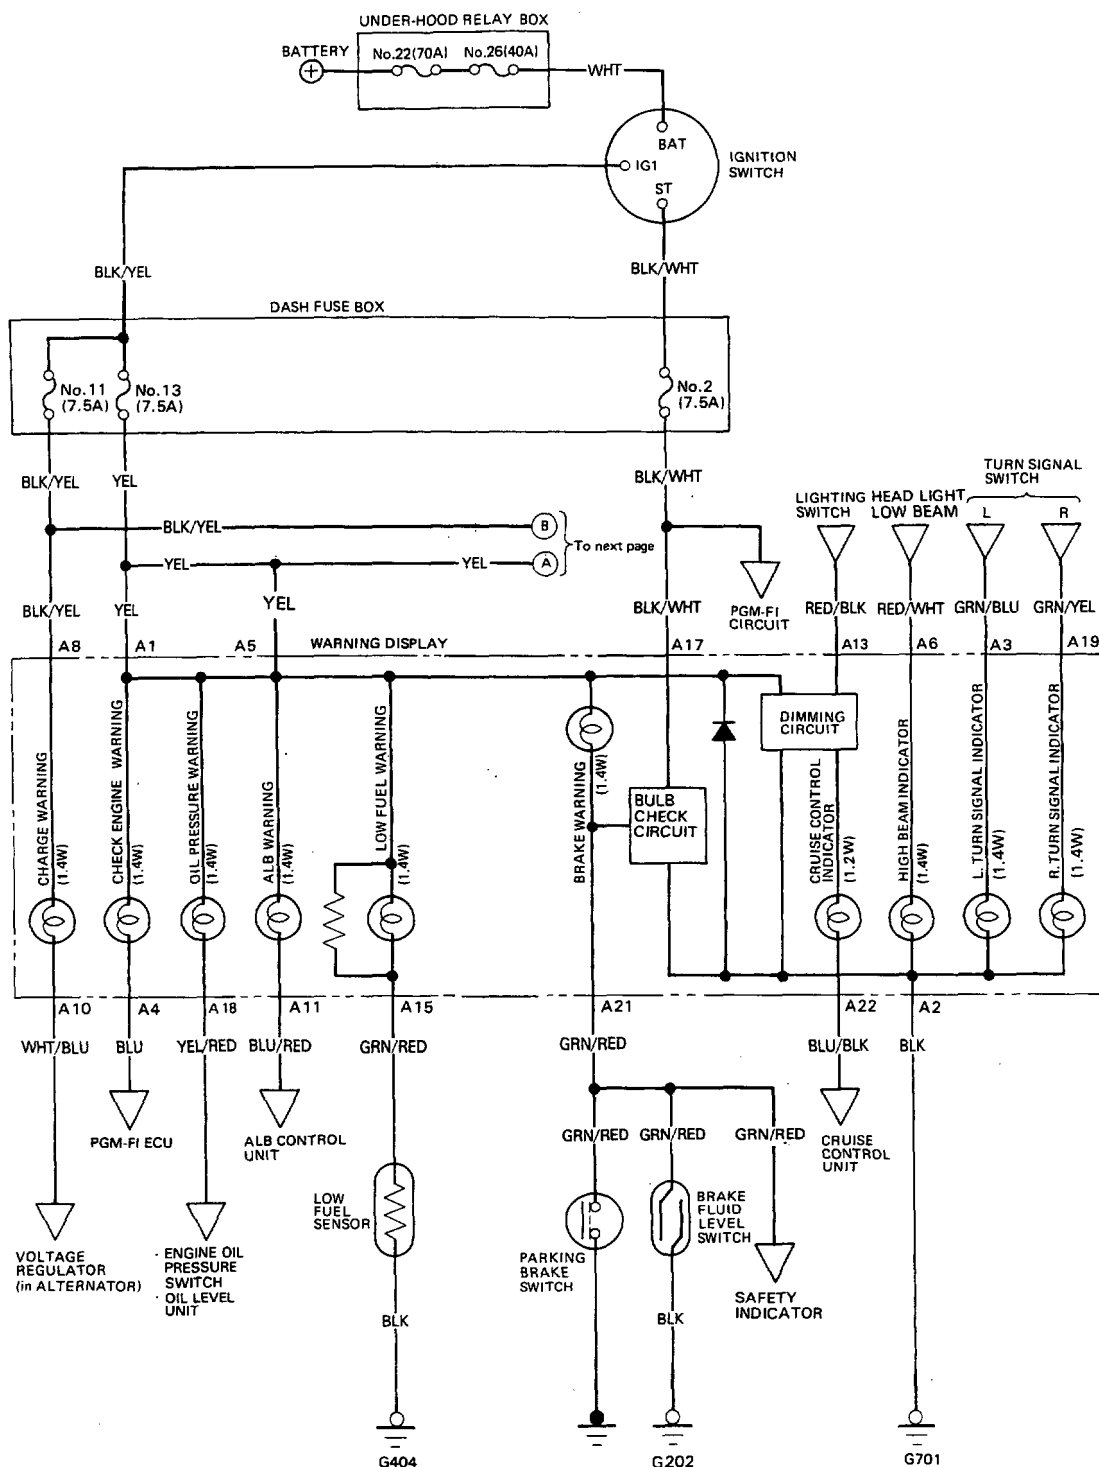 UNDER-HOOD RELAY BOX
BATTERY
No.22(70A)
No.26(40A)
WHT
BAT
IG1
ST
IGNITION
SWITCH
BLK/YEL
BLK/WHT
DASH FUSE BOX
No.11
(7.5A)
No.13
(7.5A)
No.2
(7.5A)
BLK/YEL
YEL
BLK/WHT
TURN SIGNAL
SWITCH
LIGHTING
SWITCH
HEAD LIGHT
LOW BEAM
L
R
BLK/YEL
B
YEL
YEL
A
To next page
BLK/YEL
YEL
YEL
BLK/WHT
PGM-FI
CIRCUIT
RED/BLK
RED/WHT
GRN/BLU
GRN/YEL
A8
A1
A5
WARNING DISPLAY
A17
A13
A6
A3
A19
CHARGE WARNING
(1.4W)
CHECK ENGINE WARNING
(1.4W)
OIL PRESSURE WARNING
(1.4W)
ALB WARNING
(1.4W)
LOW FUEL WARNING
(1.4W)
BRAKE WARNING
(1.4W)
BULB
CHECK
CIRCUIT
DIMMING
CIRCUIT
CRUISE CONTROL
INDICATOR
(1.2W)
HIGH BEAM INDICATOR
(1.4W)
L. TURN SIGNAL INDICATOR
(1.4W)
R. TURN SIGNAL INDICATOR
(1.4W)
A10
A4
A18
A11
A15
A21
A22
A2
WHT/BLU
BLU
YEL/RED
BLU/RED
GRN/RED
GRN/RED
BLU/BLK
BLK
PGM-FI ECU
ALB CONTROL
UNIT
GRN/RED
GRN/RED
GRN/RED
CRUISE
CONTROL
UNIT
LOW
FUEL
SENSOR
BRAKE
FLUID
LEVEL
SWITCH
VOLTAGE
REGULATOR
(in ALTERNATOR)
· ENGINE OIL
PRESSURE
SWITCH
· OIL LEVEL
UNIT
PARKING
BRAKE
SWITCH
SAFETY
INDICATOR
BLK
BLK
G404
G202
G701